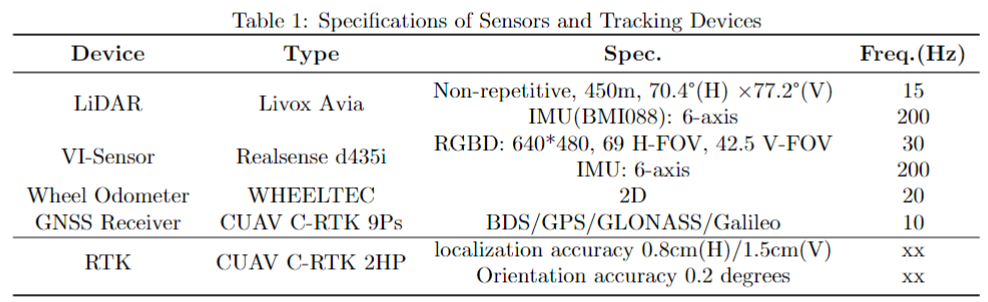 Table 1: Specifications of Sensors and Tracking Devices
Device Type Spec. Freq.(Hz)
LiDAR Livox Avia Non-repetitive, 450m, 70.4°(H) ×77.2°(V) 15
IMU(BMI088): 6-axis 200
VI-Sensor Realsense d435i RGBD: 640*480, 69 H-FOV, 42.5 V-FOV 30
IMU: 6-axis 200
Wheel Odometer WHEELTEC 2D 20
GNSS Receiver CUAV C-RTK 9Ps BDS/GPS/GLONASS/Galileo 10
RTK CUAV C-RTK 2HP localization accuracy 0.8cm(H)/1.5cm(V) xx
Orientation accuracy 0.2 degrees xx